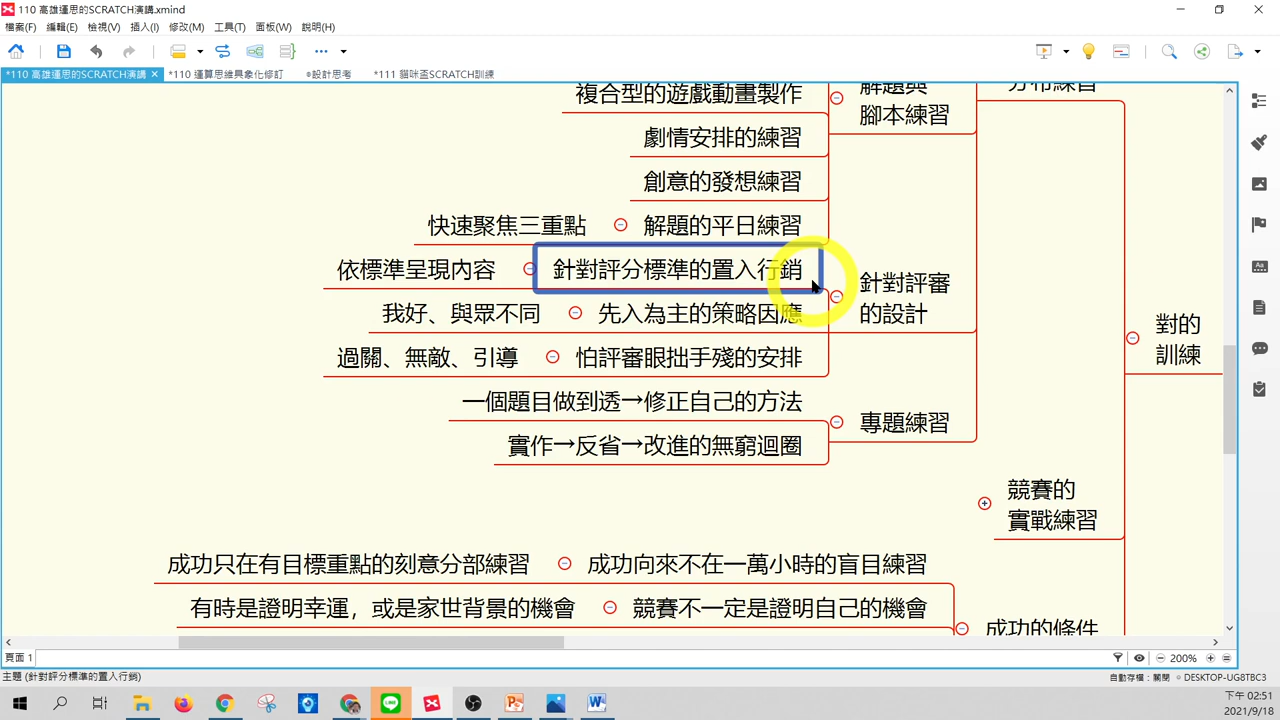 110 高雄運思的SCRATCH演講.xmind
檔案(F) 編輯(E) 檢視(V) 插入(I) 修改(M) 工具(T) 面板(W) 說明(H)
*110 高雄運思的SCRATCH演講 *110 運算思維具象化修訂 設計思考 *111 貓咪盃SCRATCH訓練
複合型的遊戲動畫製作
劇情安排的練習
創意的發想練習
解題與
腳本練習
分布練習
快速聚焦三重點 解題的平日練習
依標準呈現內容 針對評分標準的置入行銷
我好、與眾不同 先入為主的策略因應
過關、無敵、引導 怕評審眼拙手殘的安排
針對評審
的設計
一個題目做到透→修正自己的方法
實作→反省→改進的無窮迴圈
專題練習
對的
訓練
競賽的
實戰練習
成功只在有目標重點的刻意分部練習 成功向來不在一萬小時的盲目練習
有時是證明幸運，或是家世背景的機會 競賽不一定是證明自己的機會
成功的條件
頁面 1
200%
主題 (針對評分標準的置入行銷)
自動存檔：關閉 DESKTOP-UG8TBC3
下午 02:51
2021/9/18